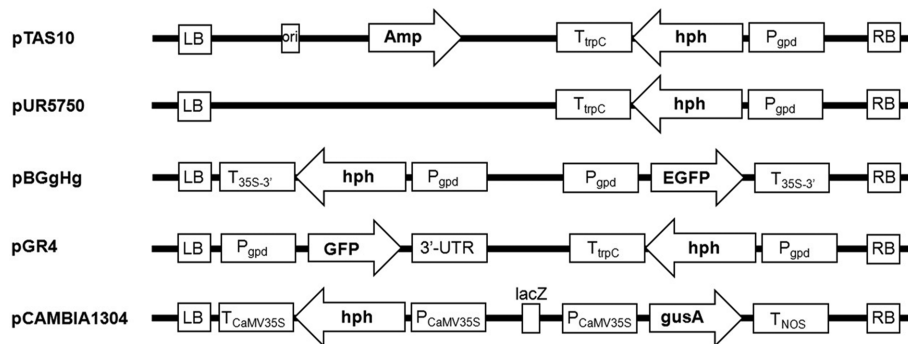 pTAS10 LB ori Amp TtrpC hph Pgpd RB
pUR5750 LB TtrpC hph Pgpd RB
pBGgHg LB T35S-3' hph Pgpd Pgpd EGFP T35S-3' RB
pGR4 LB Pgpd GFP 3'-UTR TtrpC hph Pgpd RB
lacZ
pCAMBIA1304 LB TCaMV35S hph PCaMV35S PCaMV35S gusA TNOS RB